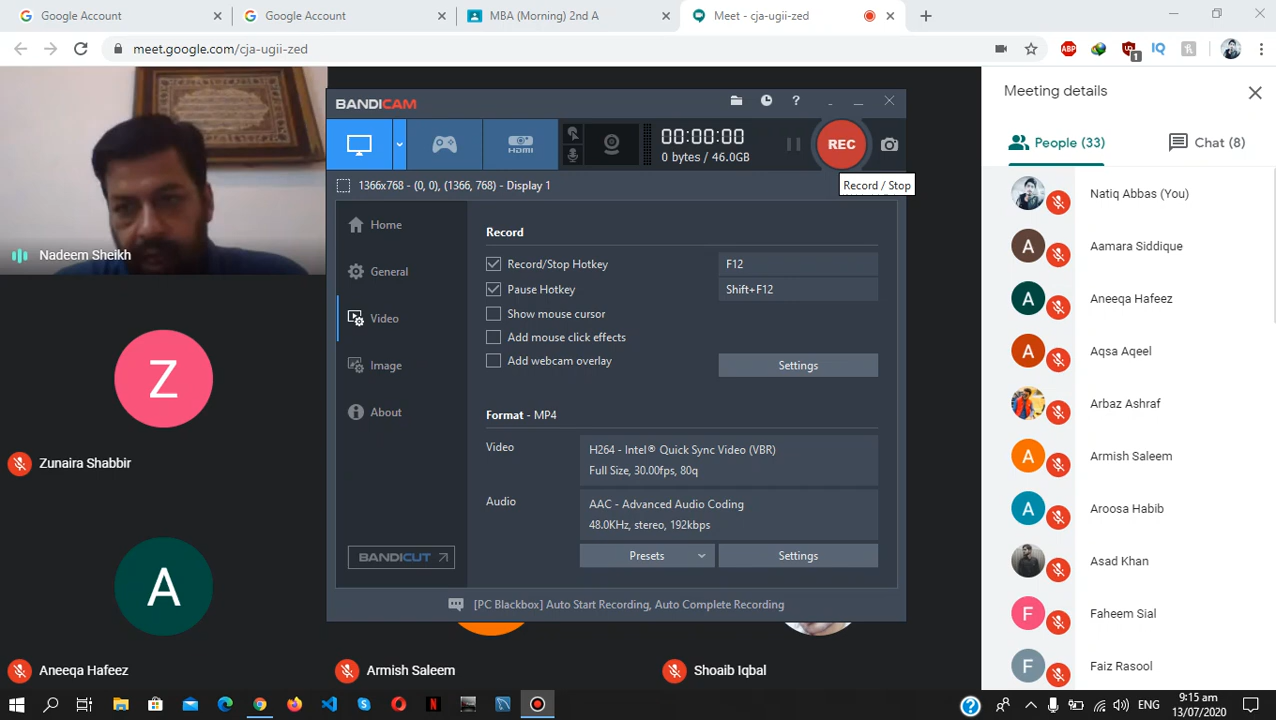 Google Account
Google Account
MBA (Morning) 2nd A
Meet - cja-ugii-zed
meet.google.com/cja-ugii-zed
ABP
1
IQ
Meeting details
People (33)
Chat (8)
Natiq Abbas (You)
A
Aamara Siddique
A
Aneeqa Hafeez
A
Aqsa Aqeel
Arbaz Ashraf
A
Armish Saleem
A
Aroosa Habib
Asad Khan
F
Faheem Sial
F
Faiz Rasool
Nadeem Sheikh
Z
Zunaira Shabbir
A
Aneeqa Hafeez
Armish Saleem
Shoaib Iqbal
BANDICAM
?
HDMI
00:00:00
0 bytes / 46.0GB
REC
Record / Stop
1366x768 - (0, 0), (1366, 768) - Display 1
Home
General
Video
Image
About
BANDICUT
Record
Record/Stop Hotkey
F12
Pause Hotkey
Shift+F12
Show mouse cursor
Add mouse click effects
Add webcam overlay
Settings
Format - MP4
Video
H264 - Intel® Quick Sync Video (VBR)
Full Size, 30.00fps, 80q
Audio
AAC - Advanced Audio Coding
48.0KHz, stereo, 192kbps
Presets
Settings
[PC Blackbox] Auto Start Recording, Auto Complete Recording
N
?
ENG
9:15 am
13/07/2020